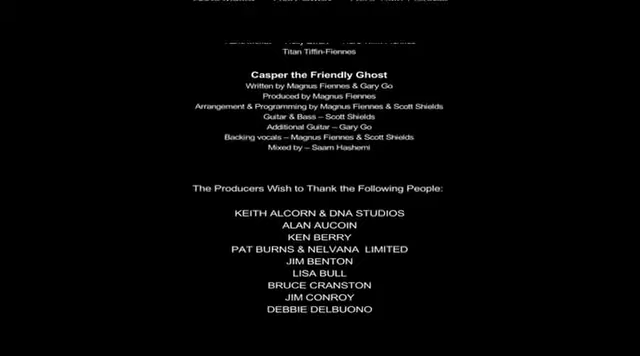 Titan Tiffin-Fiennes
Casper the Friendly Ghost
Written by Magnus Fiennes & Gary Go
Produced by Magnus Fiennes
Arrangement & Programming by Magnus Fiennes & Scott Shields
Guitar & Bass – Scott Shields
Additional Guitar – Gary Go
Backing vocals – Magnus Fiennes & Scott Shields
Mixed by – Saam Hashemi
The Producers Wish to Thank the Following People:
KEITH ALCORN & DNA STUDIOS
ALAN AUCOIN
KEN BERRY
PAT BURNS & NELVANA LIMITED
JIM BENTON
LISA BULL
BRUCE CRANSTON
JIM CONROY
DEBBIE DELBUONO